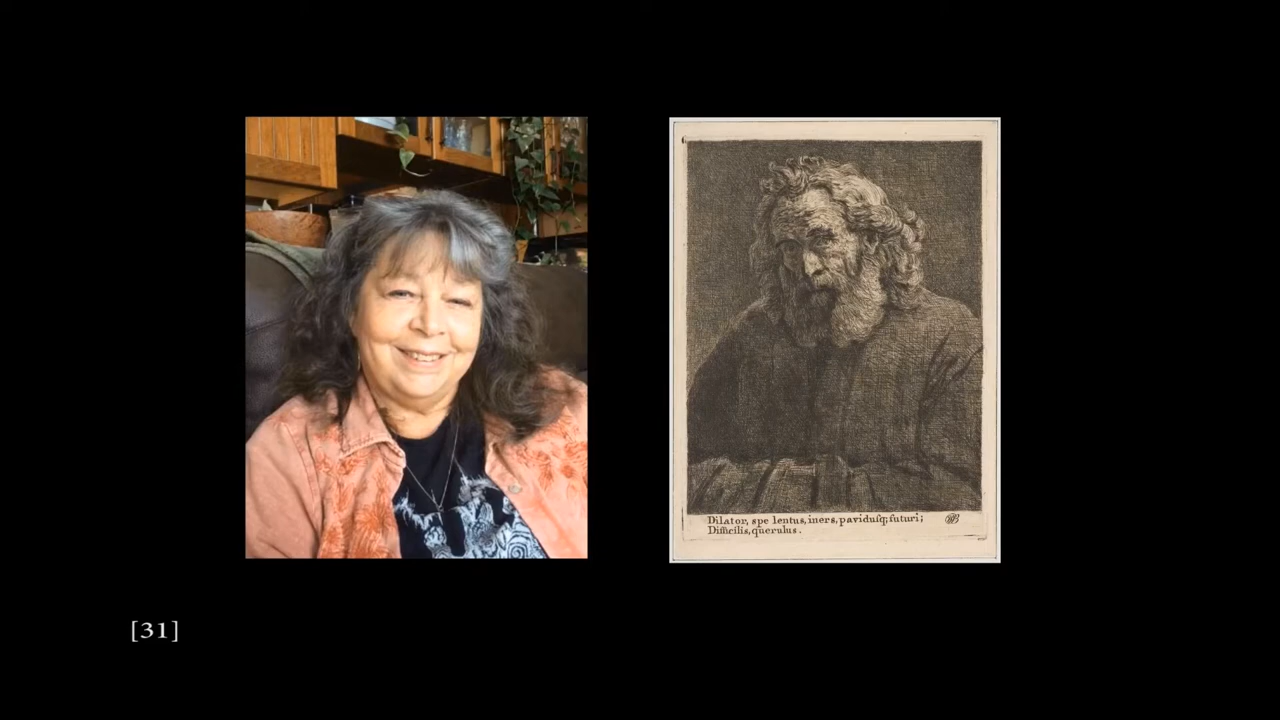 Dilator, spe lentus, iners, pavidusq; futuri;
Difficilis, querulus.
[31]